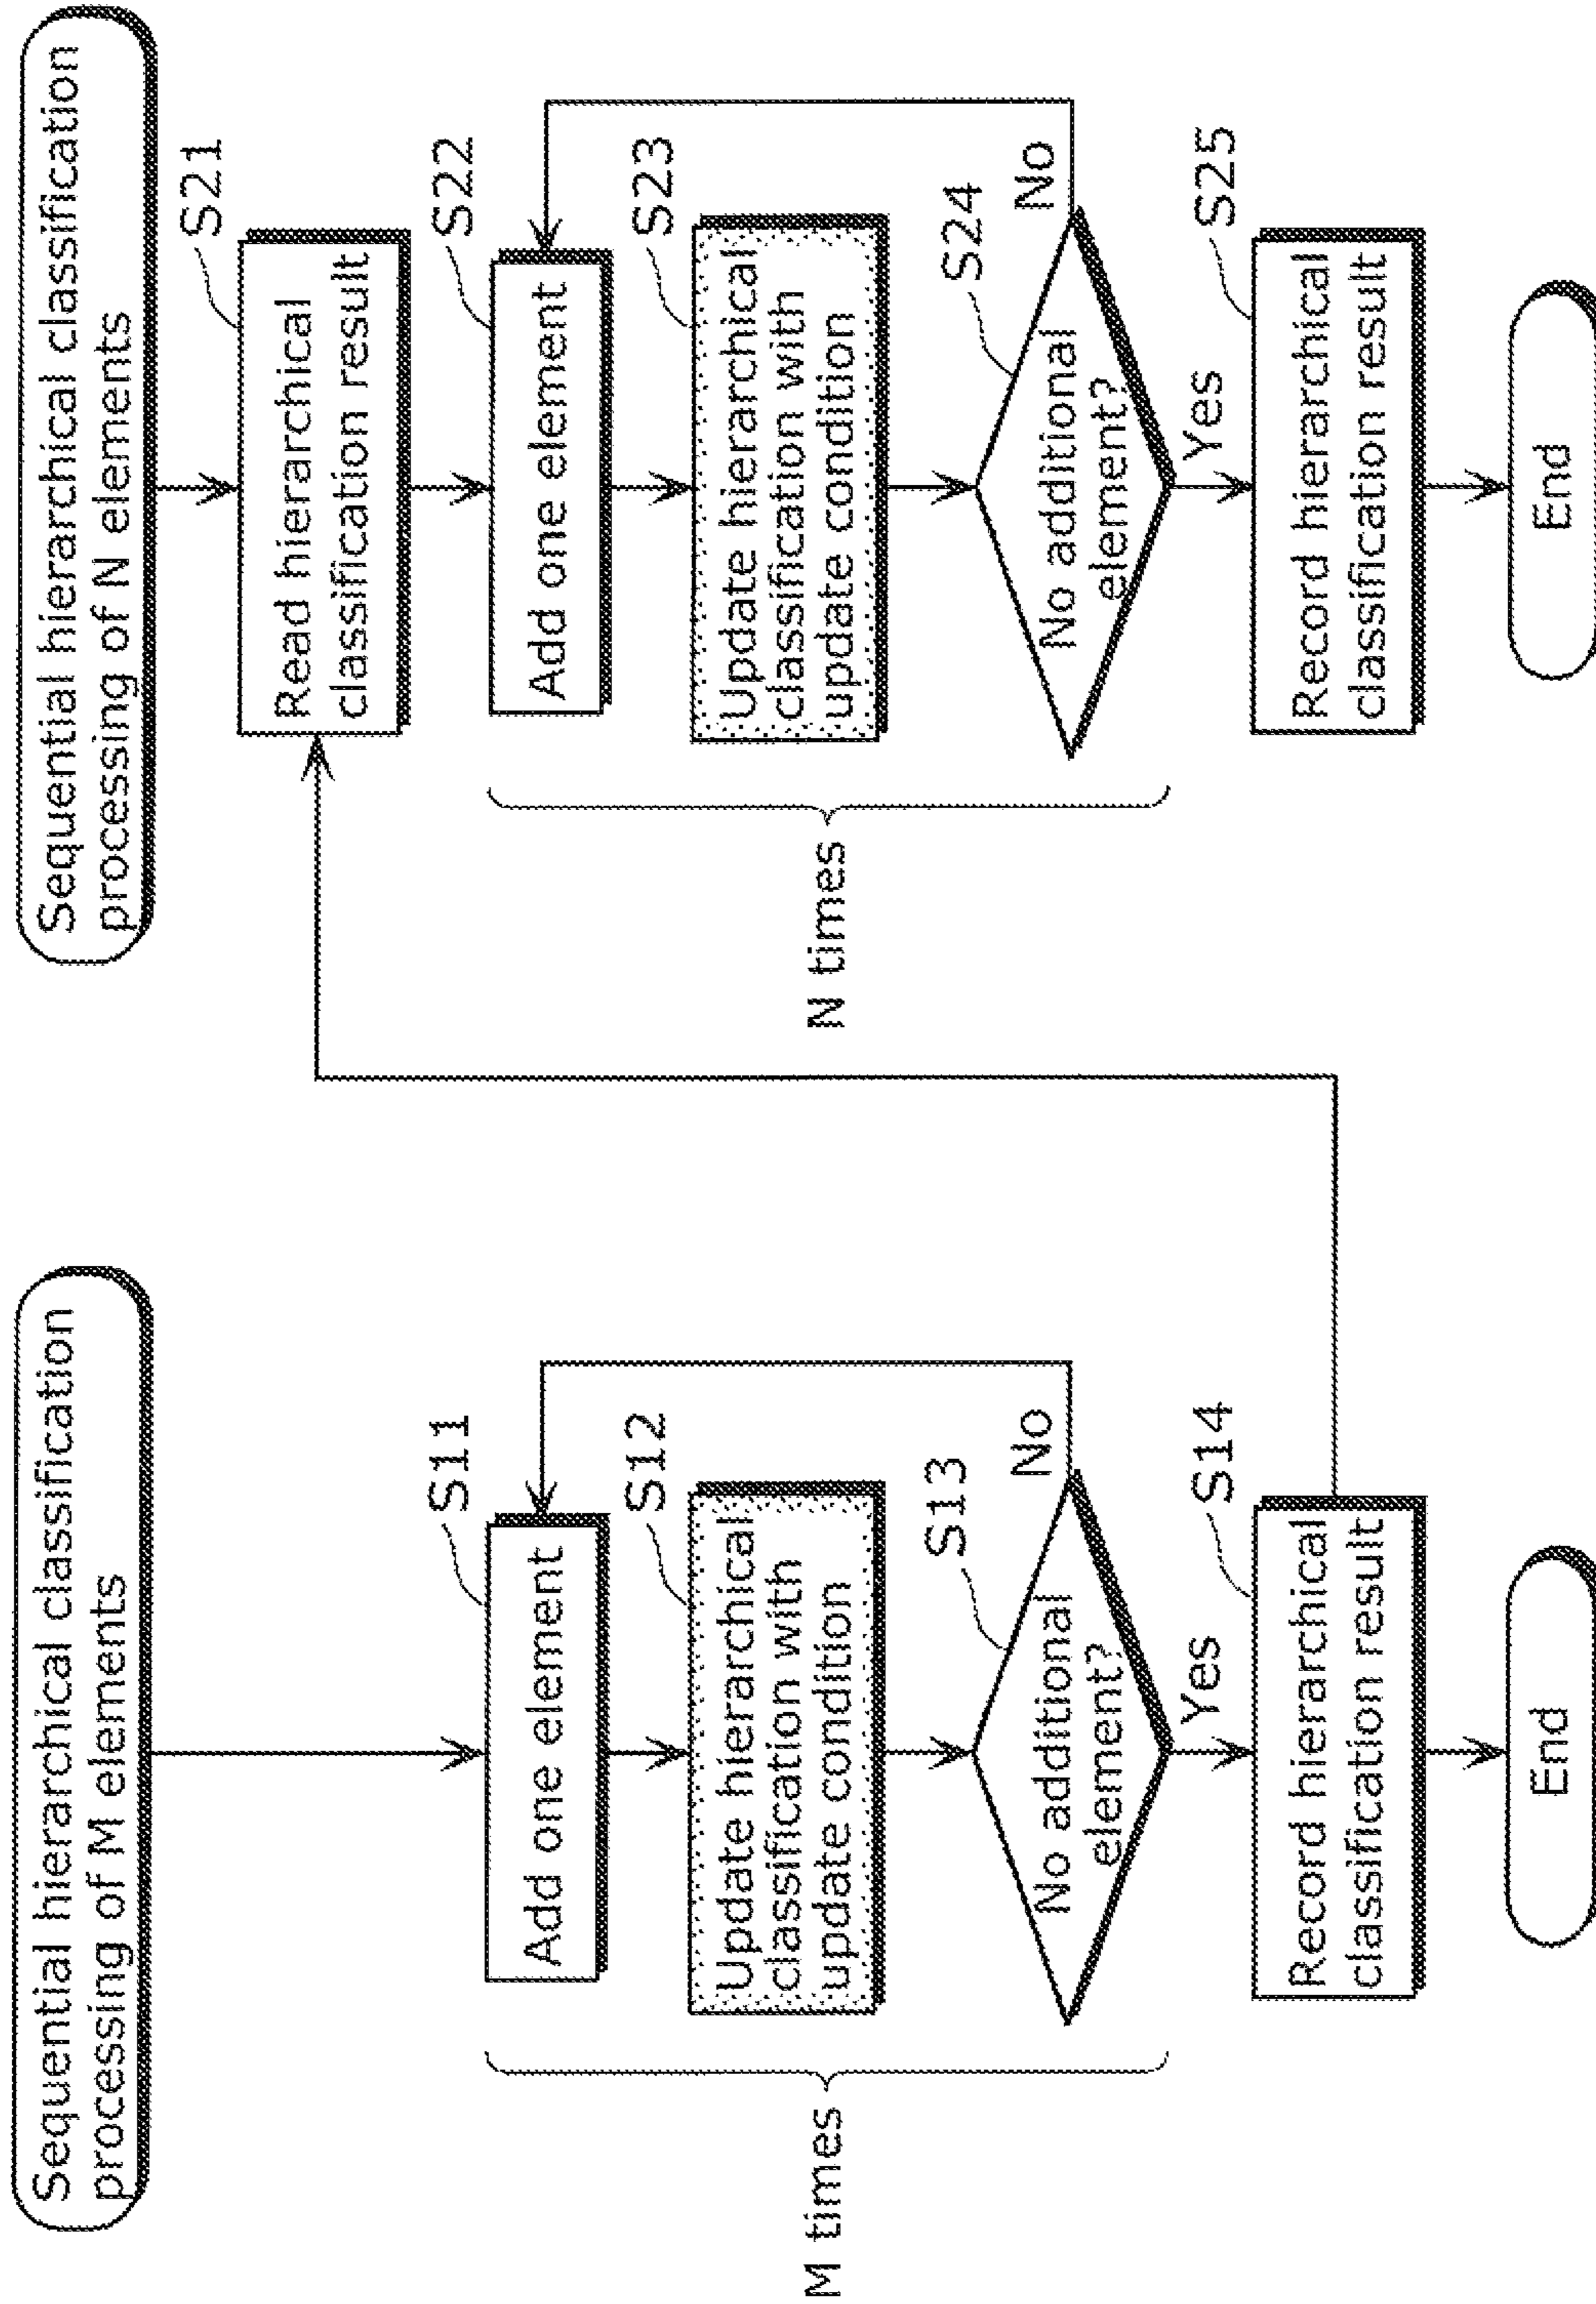 Sequential hierarchical classification
processing of M elements
S11
Add one element
S12
Update hierarchical
classification with
update condition
S13
No additional
element?
No
Yes
M times
S14
Record hierarchical
classification result
End
Sequential hierarchical classification
processing of N elements
S21
Read hierarchical
classification result
S22
Add one element
S23
Update hierarchical
classification with
update condition
S24
No additional
element?
No
Yes
N times
S25
Record hierarchical
classification result
End